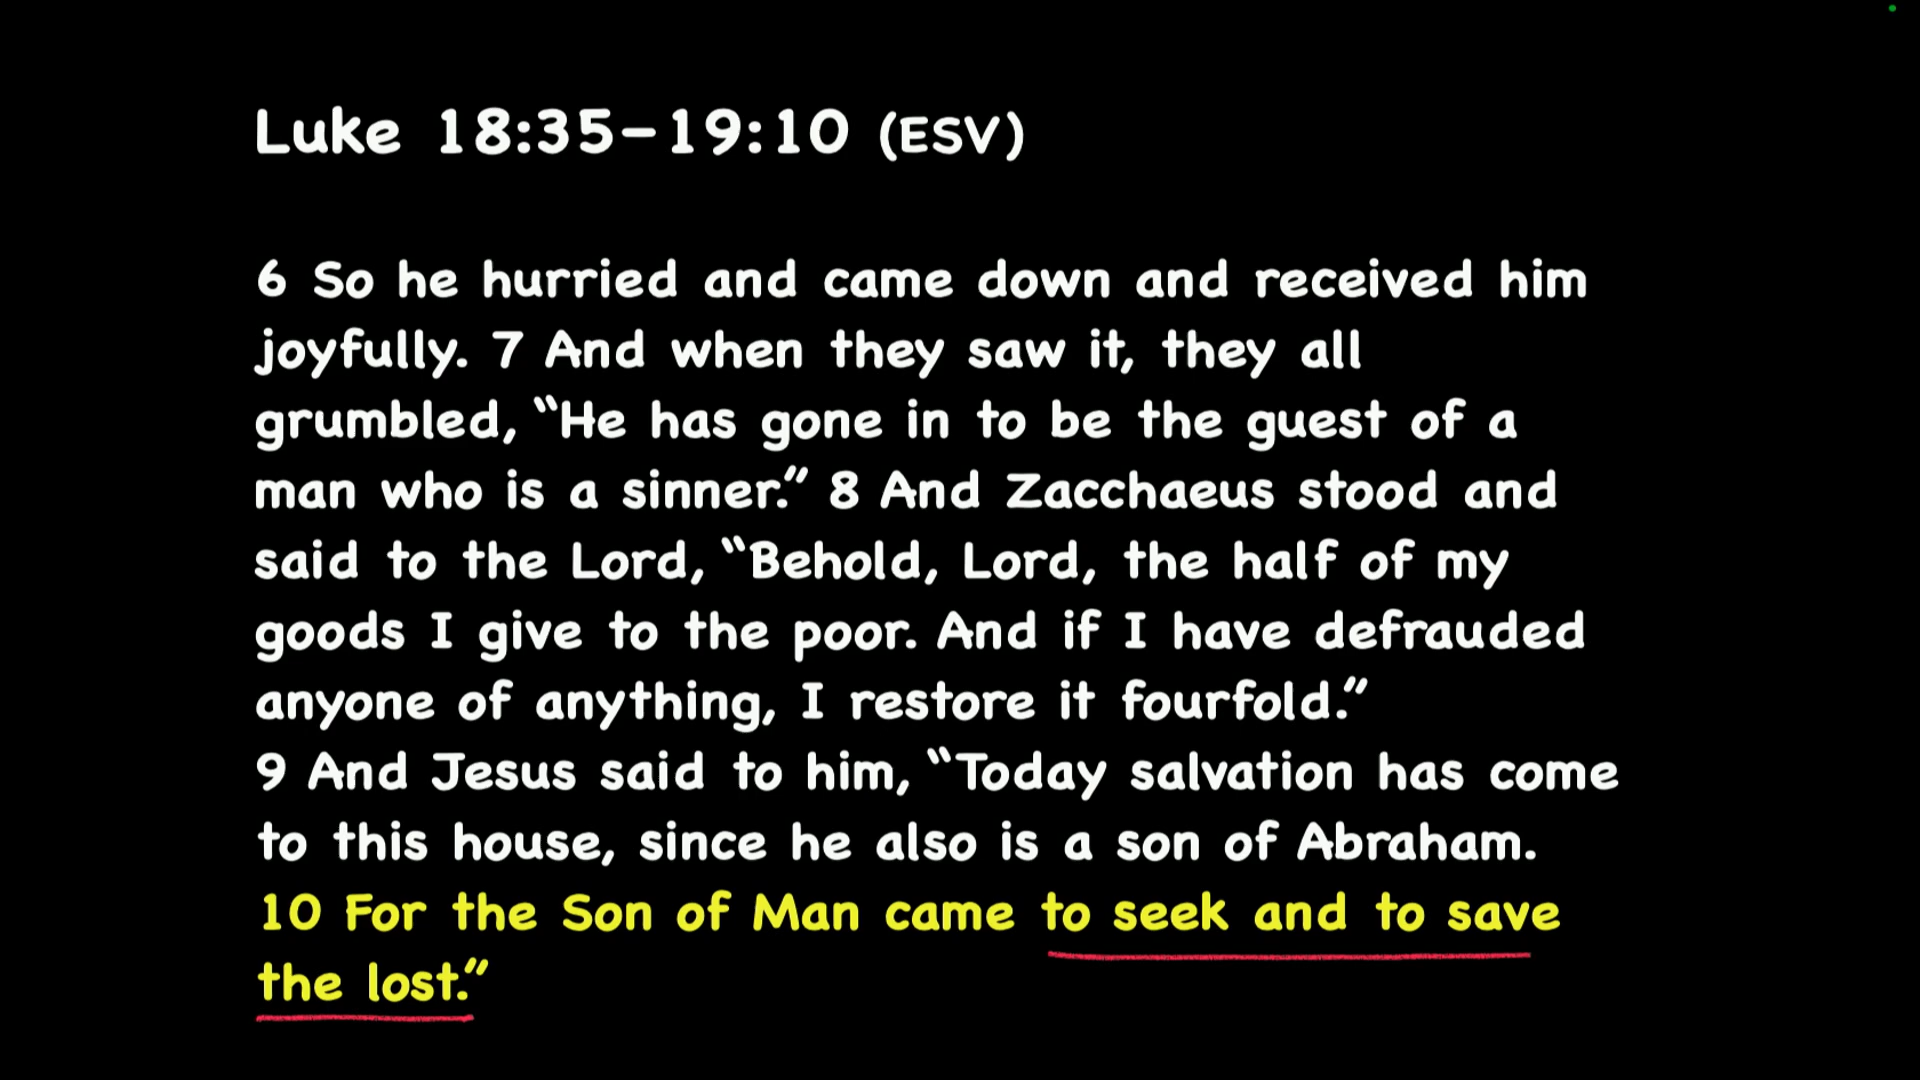 Luke 18:35–19:10 (ESV)
6 So he hurried and came down and received him
joyfully. 7 And when they saw it, they all
grumbled, “He has gone in to be the guest of a
man who is a sinner.” 8 And Zacchaeus stood and
said to the Lord, “Behold, Lord, the half of my
goods I give to the poor. And if I have defrauded
anyone of anything, I restore it fourfold.”
9 And Jesus said to him, “Today salvation has come
to this house, since he also is a son of Abraham.
10 For the Son of Man came to seek and to save
the lost.”